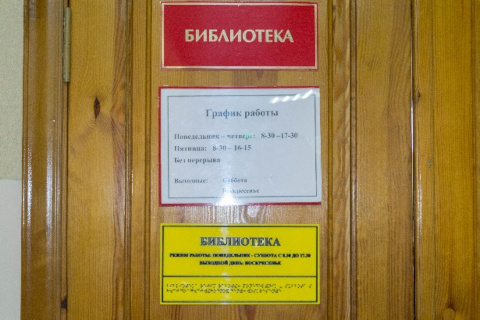 БИБЛИОТЕКА
График работы
Понедельник – четверг: 8-30 –17-30
Пятница: 8-30 – 16-15
Без перерыва
Выходные: Суббота
Воскресенье
БИБЛИОТЕКА
РЕЖИМ РАБОТЫ: ПОНЕДЕЛЬНИК - СУББОТА С 8.30 ДО 17.30
ВЫХОДНОЙ ДЕНЬ: ВОСКРЕСЕНЬЕ